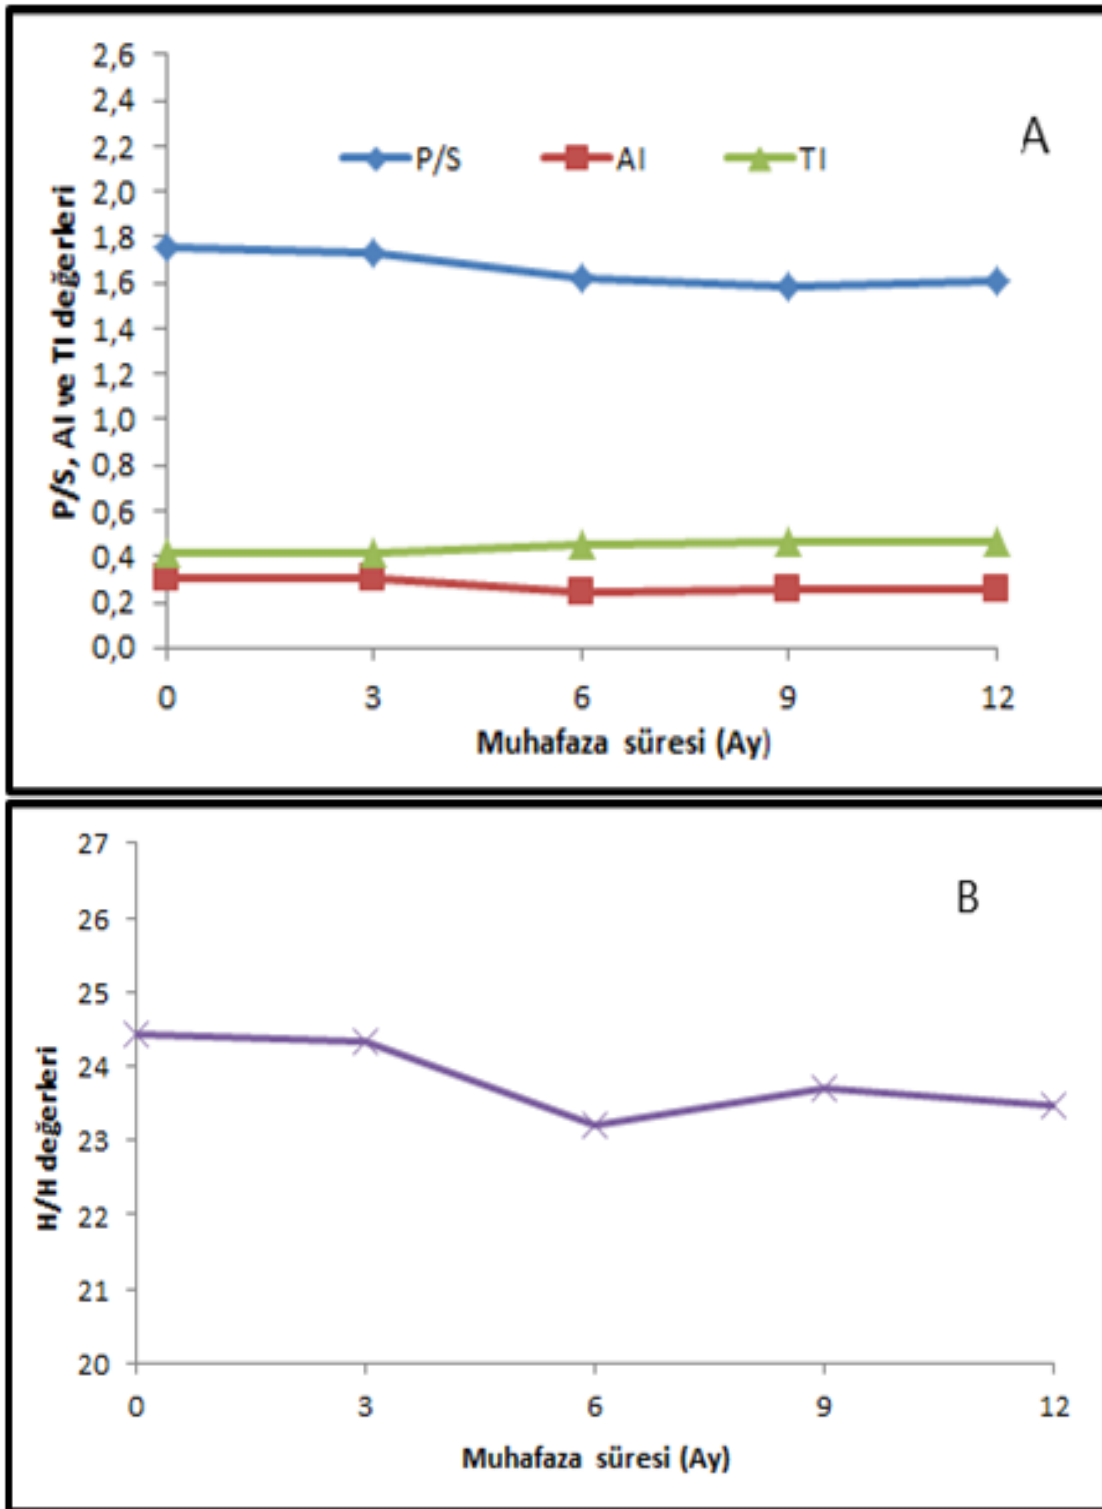 2,6
2,4
2,2
2,0
1,8
1,6
1,4
1,2
1,0
0,8
0,6
0,4
0,2
0,0
P/S, AI ve TI değerleri
P/S AI TI
A
0 3 6 9 12
Muhafaza süresi (Ay)
27
26
25
24
23
22
21
20
H/H değerleri
B
0 3 6 9 12
Muhafaza süresi (Ay)